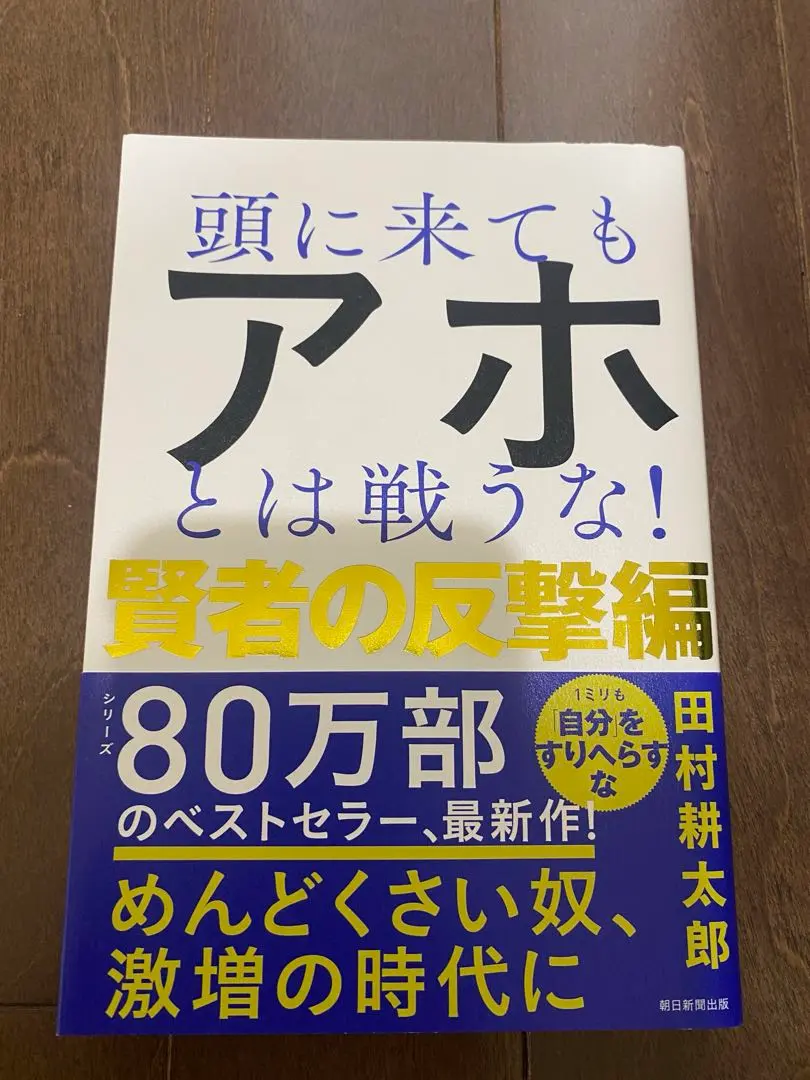 頭に来ても
アホ
とは戦うな!
賢者の反撃編
シリーズ
80万部
のベストセラー、最新作!
1ミリも
「自分」を
すりへらす
な
めんどくさい奴、
激増の時代に
田村耕太郎
朝日新聞出版